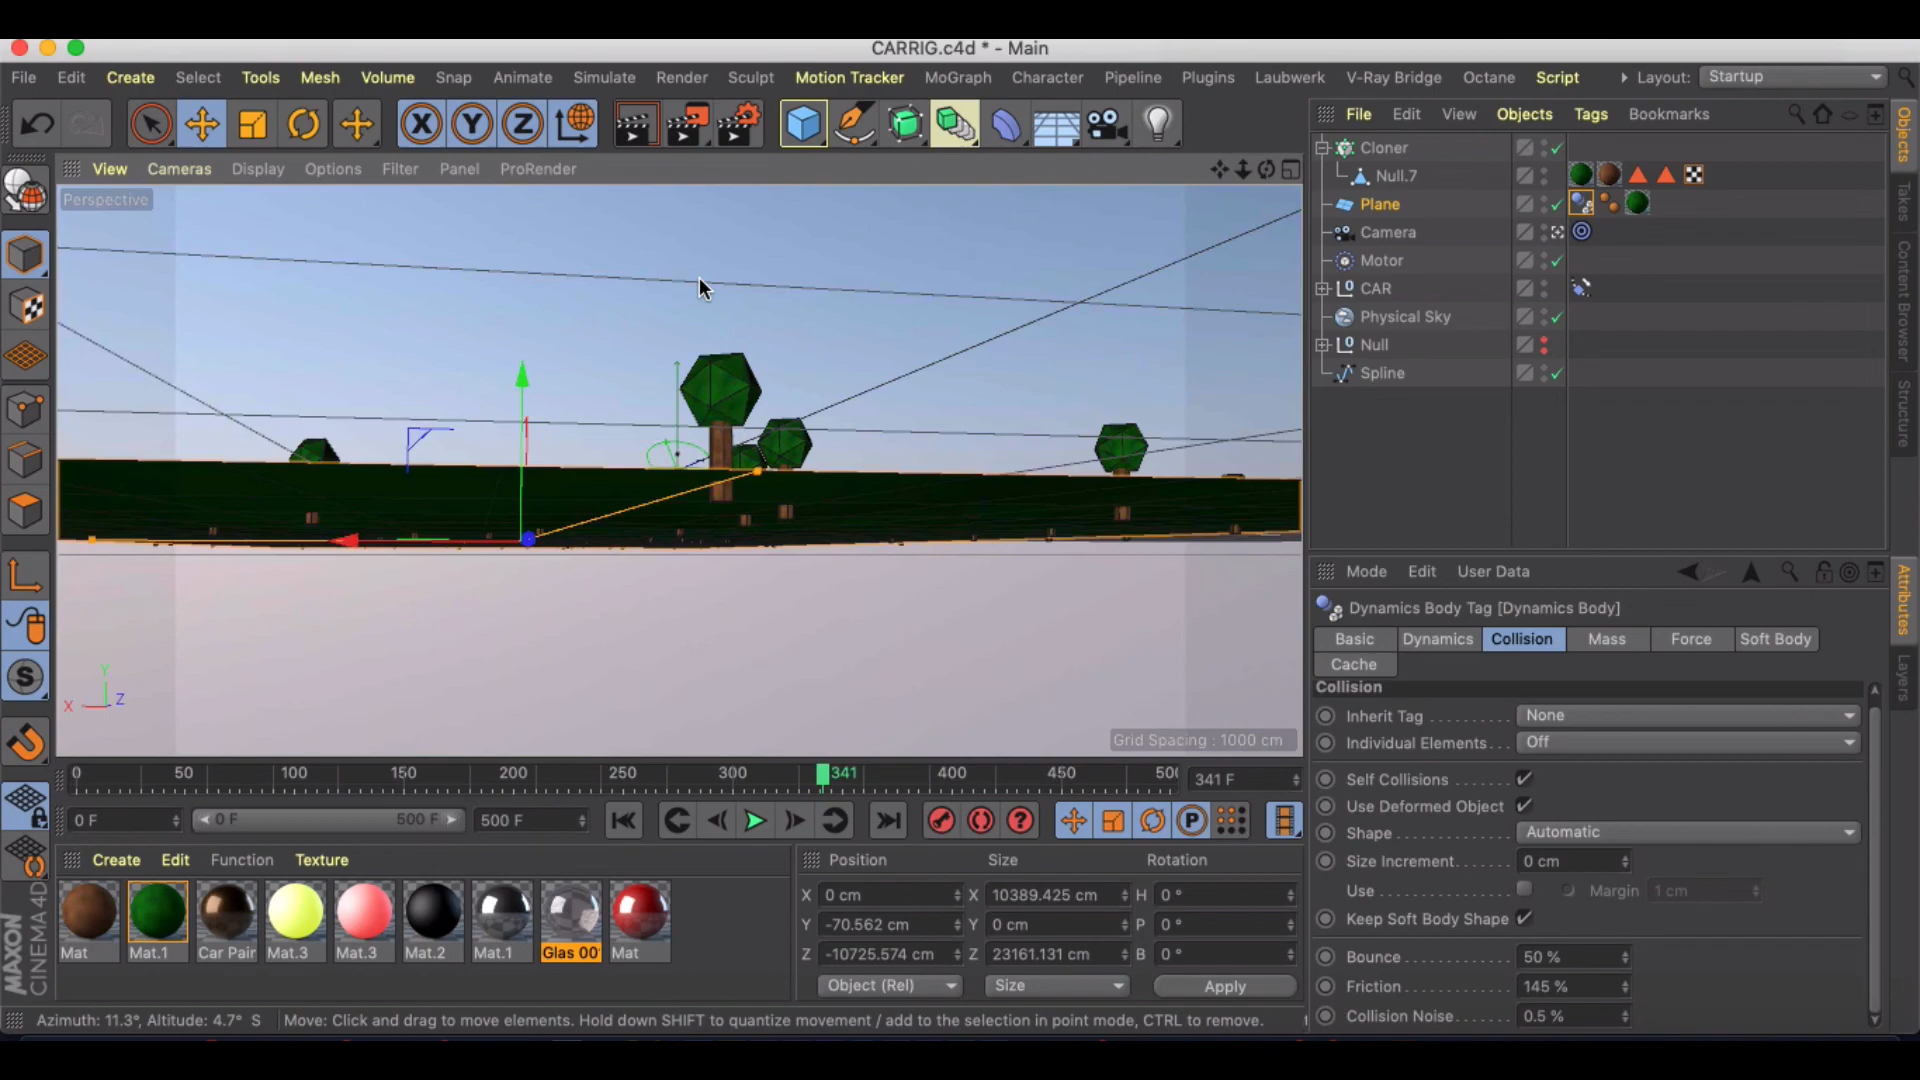 CARRIG.c4d * - Main
File Edit Create Select Tools Mesh Volume Snap Animate Simulate Render Sculpt Motion Tracker MoGraph Character Pipeline Plugins Laubwerk V-Ray Bridge Octane Script Layout: Startup
File Edit View Objects Tags Bookmarks
View Cameras Display Options Filter Panel ProRender
Perspective
Cloner
Null.7
Plane
Camera
Motor
CAR
Physical Sky
Null
Spline
Objects
Takes
Content Browser
Structure
Attributes
Layers
Mode Edit User Data
Dynamics Body Tag [Dynamics Body]
Basic Dynamics Collision Mass Force Soft Body
Cache
Collision
Inherit Tag None
Individual Elements Off
Self Collisions
Use Deformed Object
Shape Automatic
Size Increment 0 cm
Use Margin 1 cm
Keep Soft Body Shape
Bounce 50 %
Friction 145 %
Collision Noise 0.5 %
X Y Z
Y
X Z
Grid Spacing : 1000 cm
0 50 100 150 200 250 300 341 400 450 50 341 F
0 F 0 F 500 F 500 F
P
S
Create Edit Function Texture
Mat Mat.1 Car Pain Mat.3 Mat.3 Mat.2 Mat.1 Glas 00 Mat
Position Size Rotation
X 0 cm X 10389.425 cm H 0 °
Y -70.562 cm Y 0 cm P 0 °
Z -10725.574 cm Z 23161.131 cm B 0 °
Object (Rel) Size Apply
MAXON
CINEMA 4D
Azimuth: 11.3°, Altitude: 4.7° S Move: Click and drag to move elements. Hold down SHIFT to quantize movement / add to the selection in point mode, CTRL to remove.